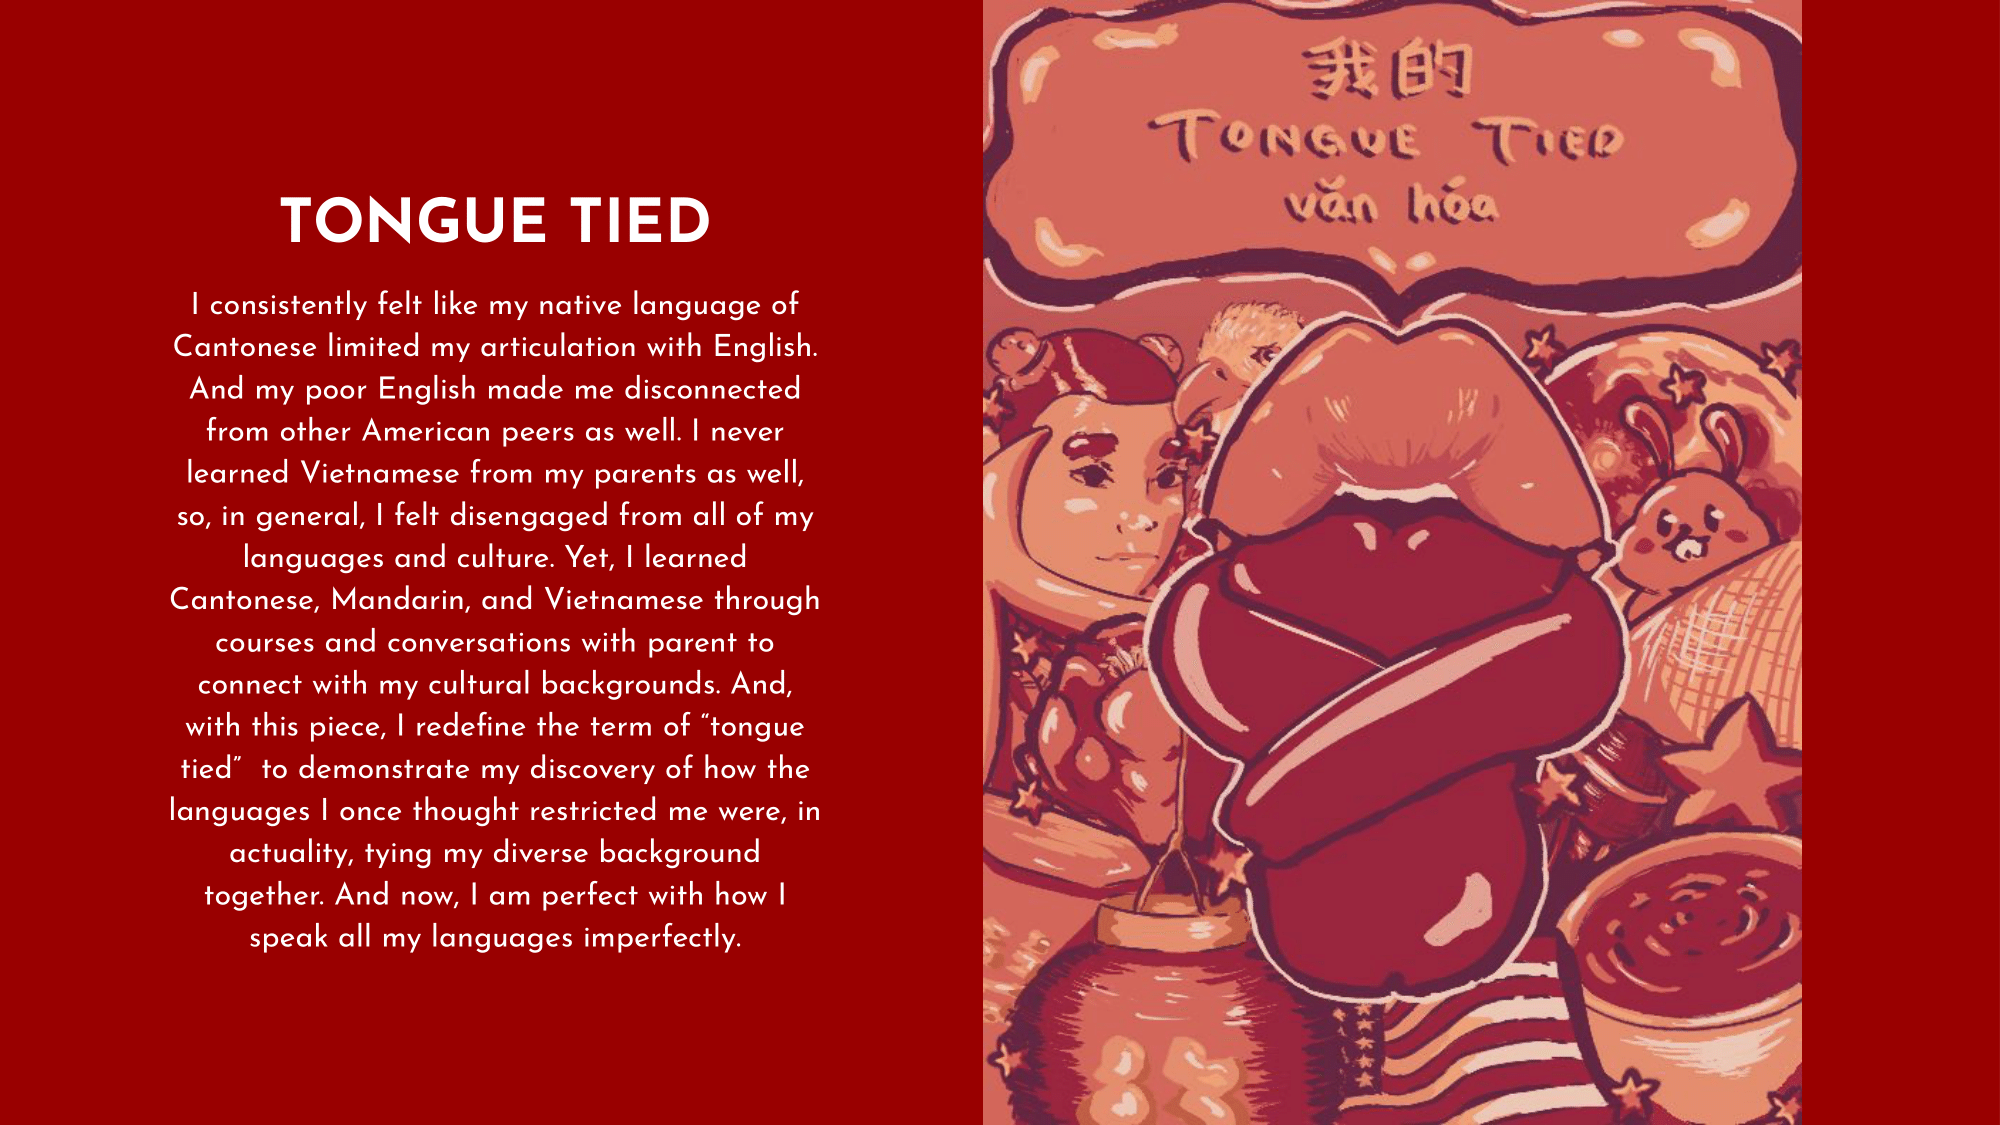 TONGUE TIED
I consistently felt like my native language of
Cantonese limited my articulation with English.
And my poor English made me disconnected
from other American peers as well. I never
learned Vietnamese from my parents as well,
so, in general, I felt disengaged from all of my
languages and culture. Yet, I learned
Cantonese, Mandarin, and Vietnamese through
courses and conversations with parent to
connect with my cultural backgrounds. And,
with this piece, I redefine the term of “tongue
tied”  to demonstrate my discovery of how the
languages I once thought restricted me were, in
actuality, tying my diverse background
together. And now, I am perfect with how I
speak all my languages imperfectly.
我的
TONGUE TIED
văn hóa